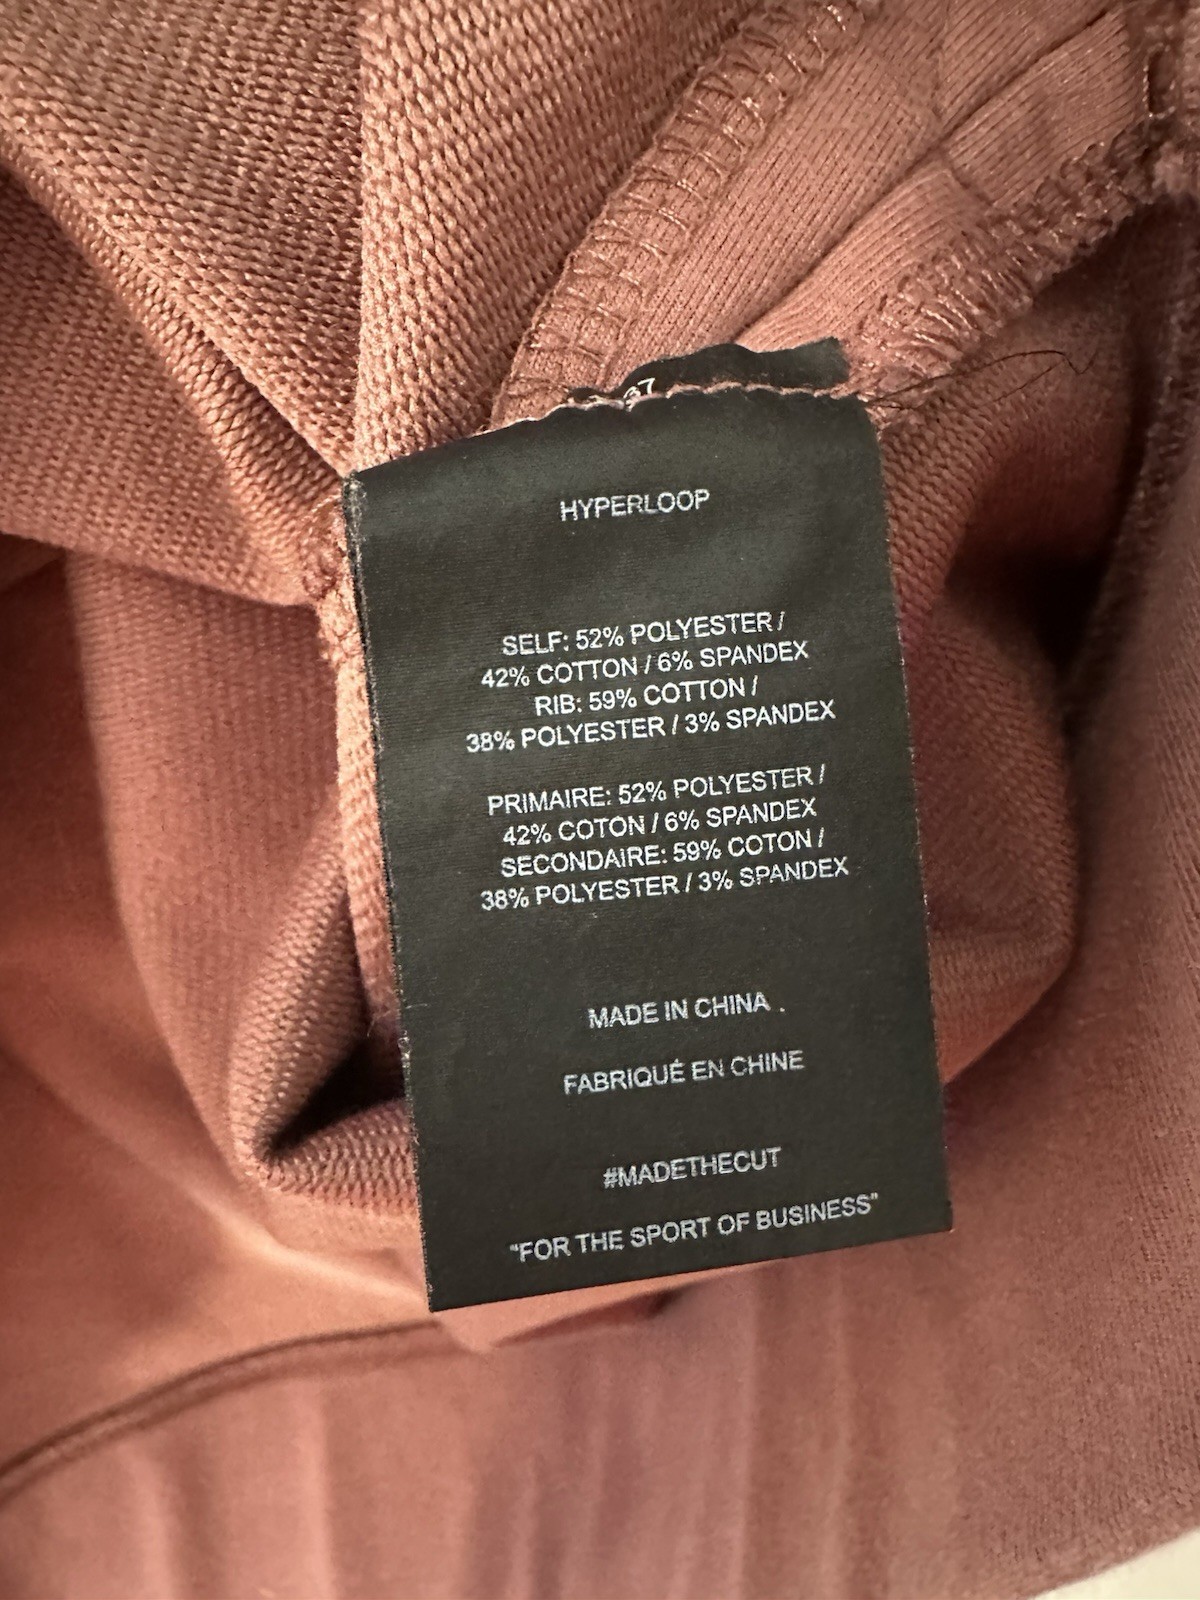 HYPERLOOP
SELF: 52% POLYESTER /
42% COTTON / 6% SPANDEX
RIB: 59% COTTON /
38% POLYESTER / 3% SPANDEX
PRIMAIRE: 52% POLYESTER /
42% COTON / 6% SPANDEX
SECONDAIRE: 59% COTON /
38% POLYESTER / 3% SPANDEX
MADE IN CHINA .
FABRIQUÉ EN CHINE
#MADETHECUT
"FOR THE SPORT OF BUSINESS"